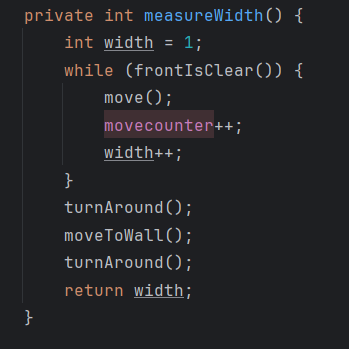 private int measureWidth() {
    int width = 1;
    while (frontIsClear()) {
        move();
        movecounter++;
        width++;
    }
    turnAround();
    moveToWall();
    turnAround();
    return width;
}